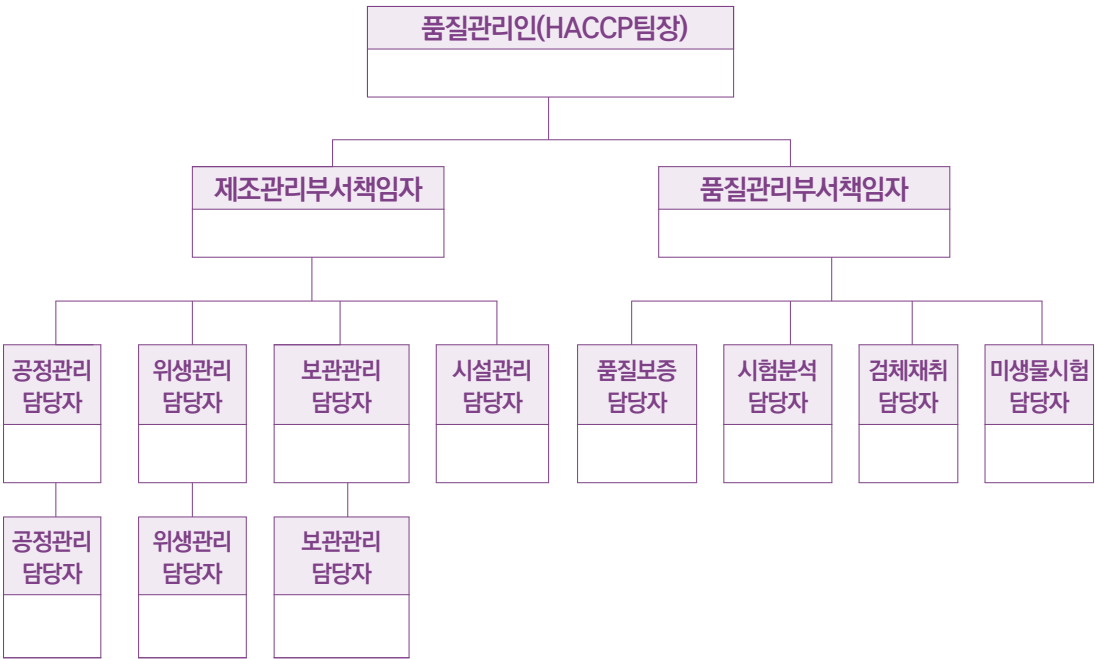 품질관리인(HACCP팀장)
제조관리부서책임자
품질관리부서책임자
공정관리
담당자
위생관리
담당자
보관관리
담당자
시설관리
담당자
품질보증
담당자
시험분석
담당자
검체채취
담당자
미생물시험
담당자
공정관리
담당자
위생관리
담당자
보관관리
담당자